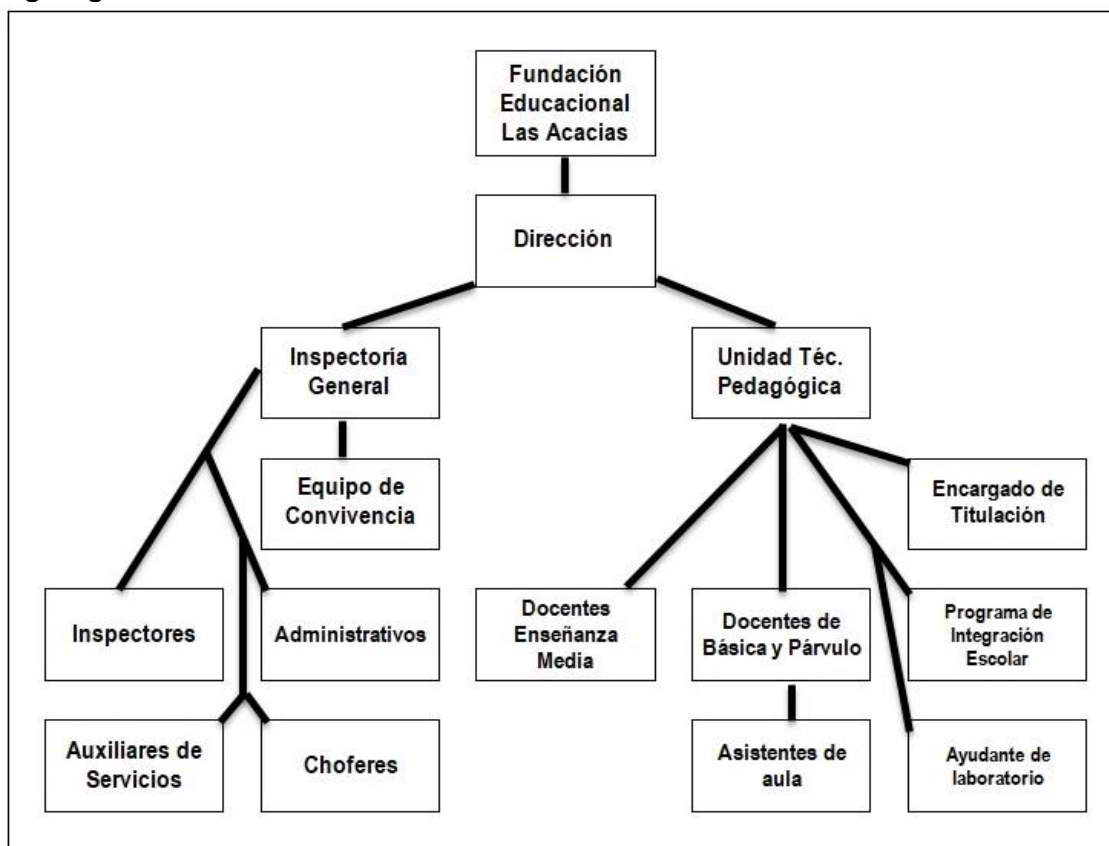 Fundación
Educacional
Las Acacias
Dirección
Inspectoría
General
Unidad Téc.
Pedagógica
Equipo de
Convivencia
Encargado de
Titulación
Inspectores
Administrativos
Docentes
Enseñanza
Media
Docentes de
Básica y Párvulo
Programa de
Integración
Escolar
Auxiliares de
Servicios
Choferes
Asistentes de
aula
Ayudante de
laboratorio